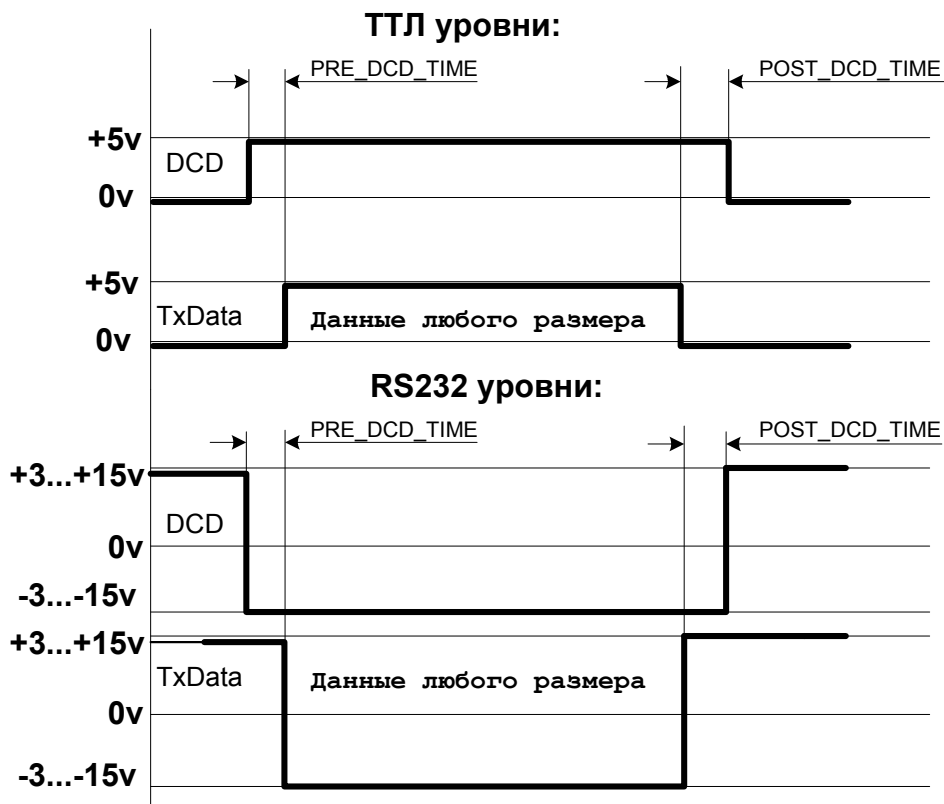 ТТЛ уровни:
PRE_DCD_TIME
POST_DCD_TIME
+5v
DCD
0v
+5v
TxData
Данные любого размера
0v
RS232 уровни:
PRE_DCD_TIME
POST_DCD_TIME
+3...+15v
DCD
0v
-3...-15v
+3...+15v
TxData
Данные любого размера
0v
-3...-15v